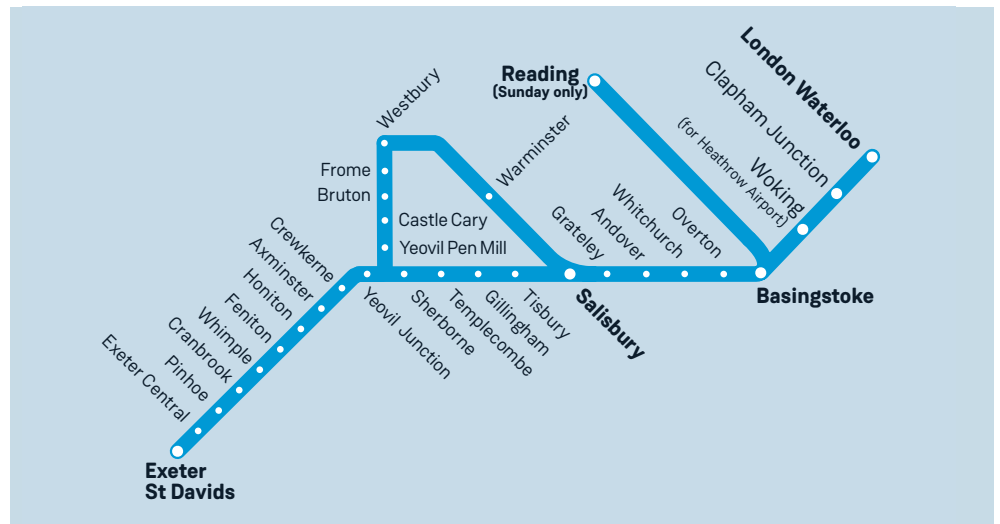 London Waterloo
Clapham Junction
Woking
(for Heathrow Airport)
Reading
(Sunday only)
Westbury
Warminster
Frome
Bruton
Castle Cary
Yeovil Pen Mill
Overton
Whitchurch
Andover
Grateley
Basingstoke
Salisbury
Tisbury
Gillingham
Templecombe
Sherborne
Yeovil Junction
Crewkerne
Axminster
Honiton
Feniton
Whimple
Cranbrook
Pinhoe
Exeter Central
Exeter
St Davids